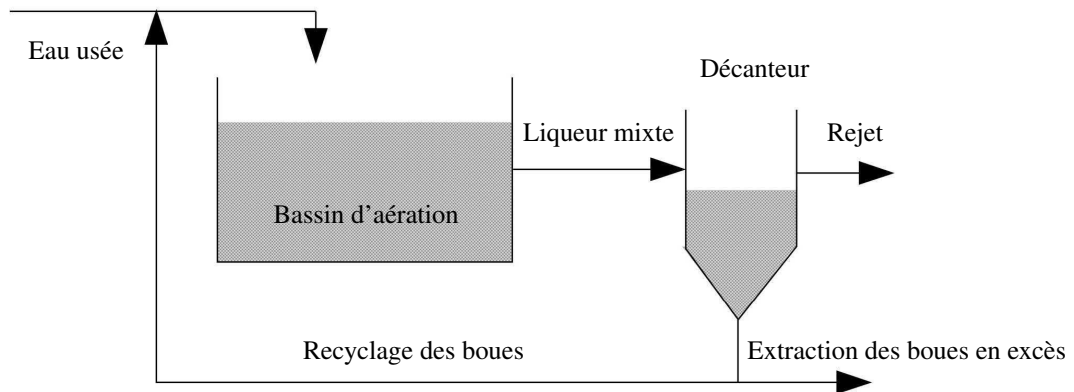 Eau usée
Décanteur
Liqueur mixte
Rejet
Bassin d'aération
Recyclage des boues
Extraction des boues en excès